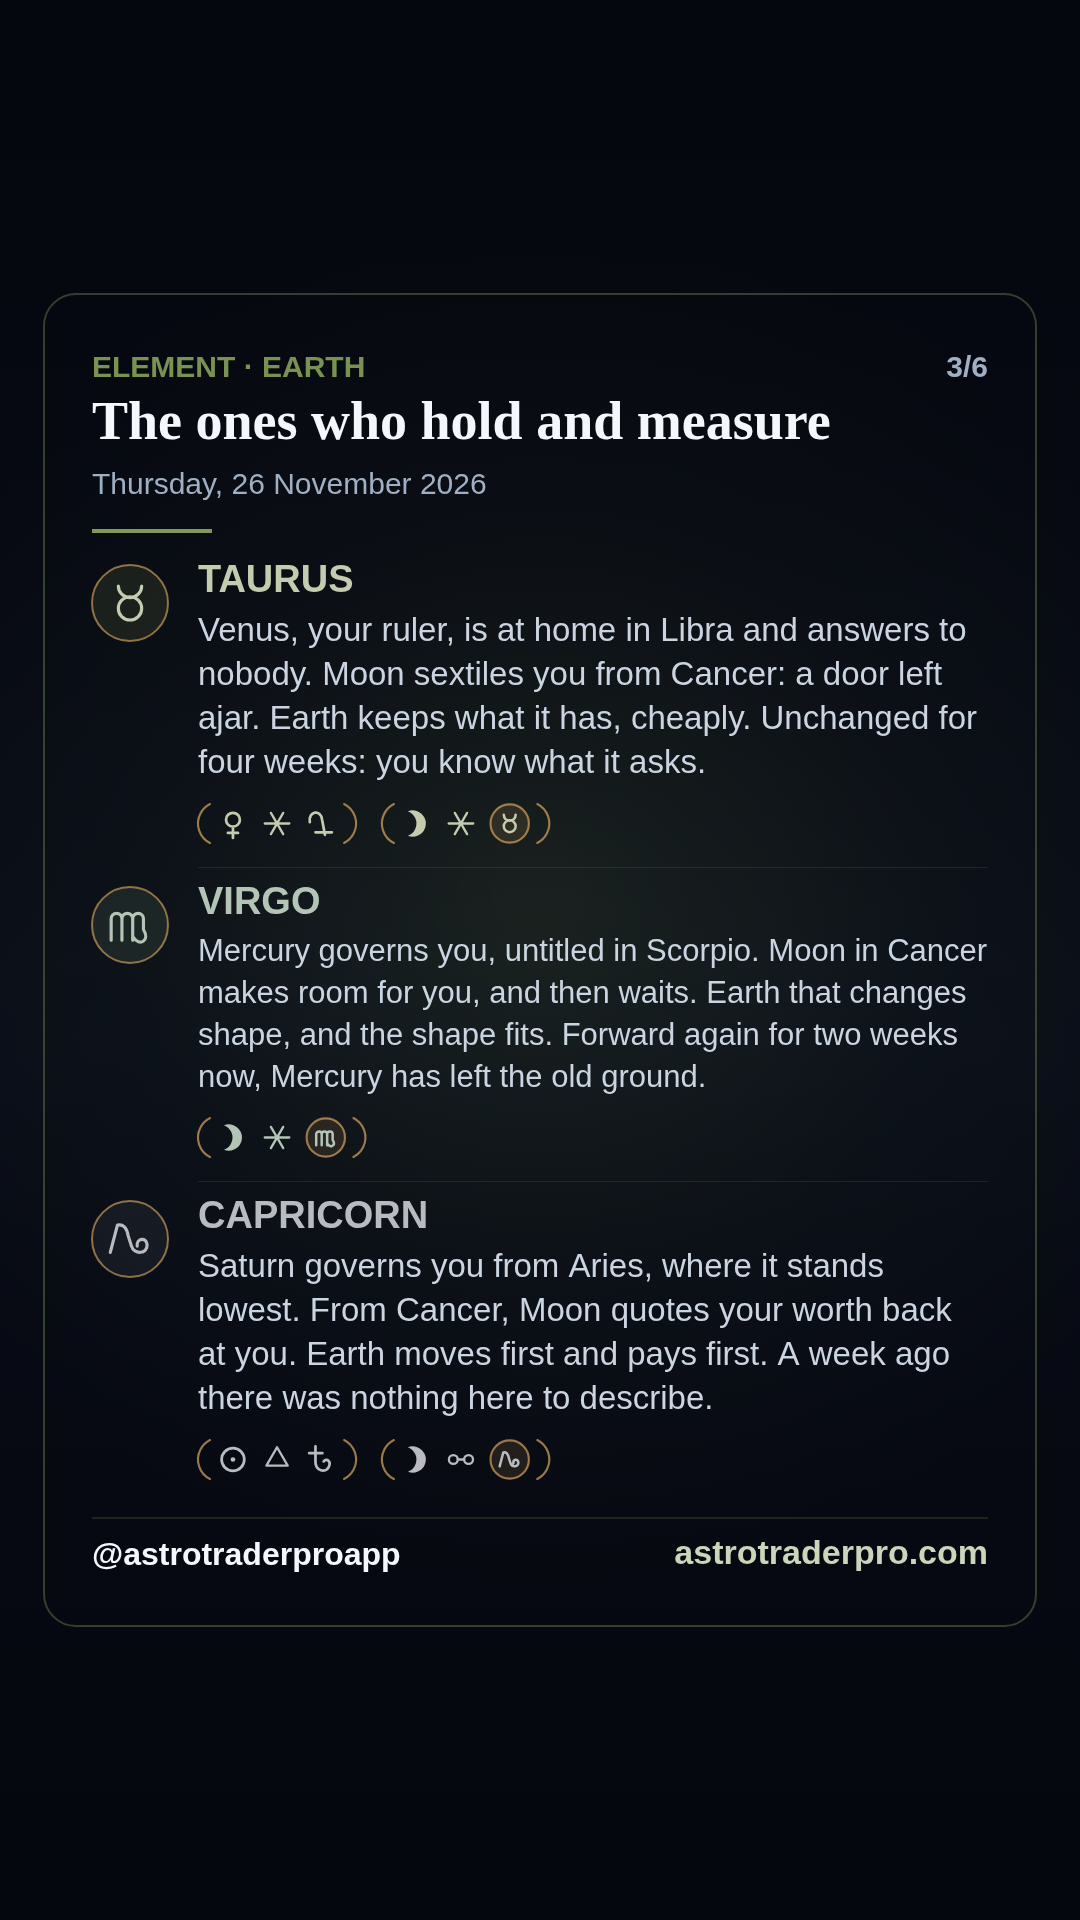 ELEMENT · EARTH
3/6
The ones who hold and measure
Thursday, 26 November 2026
TAURUS
Venus, your ruler, is at home in Libra and answers to
nobody. Moon sextiles you from Cancer: a door left
ajar. Earth keeps what it has, cheaply. Unchanged for
four weeks: you know what it asks.
VIRGO
Mercury governs you, untitled in Scorpio. Moon in Cancer
makes room for you, and then waits. Earth that changes
shape, and the shape fits. Forward again for two weeks
now, Mercury has left the old ground.
CAPRICORN
Saturn governs you from Aries, where it stands
lowest. From Cancer, Moon quotes your worth back
at you. Earth moves first and pays first. A week ago
there was nothing here to describe.
@astrotraderproapp
astrotraderpro.com